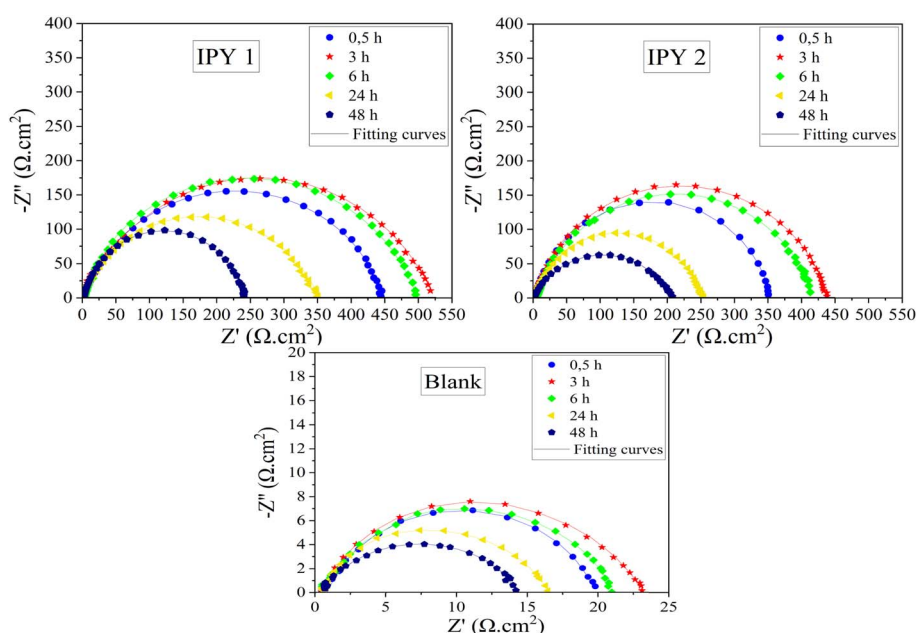 IPY 1
0,5 h
3 h
6 h
24 h
48 h
Fitting curves
-Z" (Ω.cm²)
400
350
300
250
200
175
150
100
50
0
0 50 100 150 200 250 300 350 400 450 500 550
Z' (Ω.cm²)
IPY 2
0,5 h
3 h
6 h
24 h
48 h
Fitting curves
-Z" (Ω.cm²)
400
350
300
250
200
150
100
50
0
0 50 100 150 200 250 300 350 400 450 500 550
Z' (Ω.cm²)
Blank
0,5 h
3 h
6 h
24 h
48 h
Fitting curves
-Z" (Ω.cm²)
20
18
16
14
12
10
8
6
4
2
0
0 5 10 15 20 25
Z' (Ω.cm²)